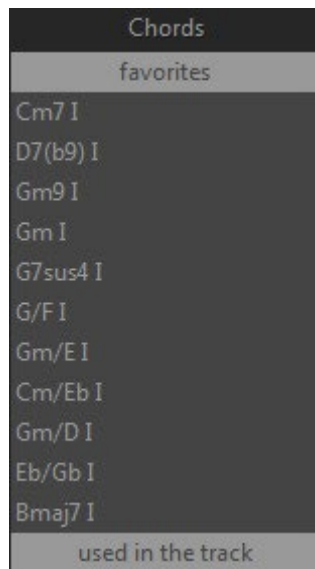 Chords
favorites
Cm7 I
D7(b9) I
Gm9 I
Gm I
G7sus4 I
G/F I
Gm/E I
Cm/Eb I
Gm/D I
Eb/Gb I
Bmaj7 I
used in the track